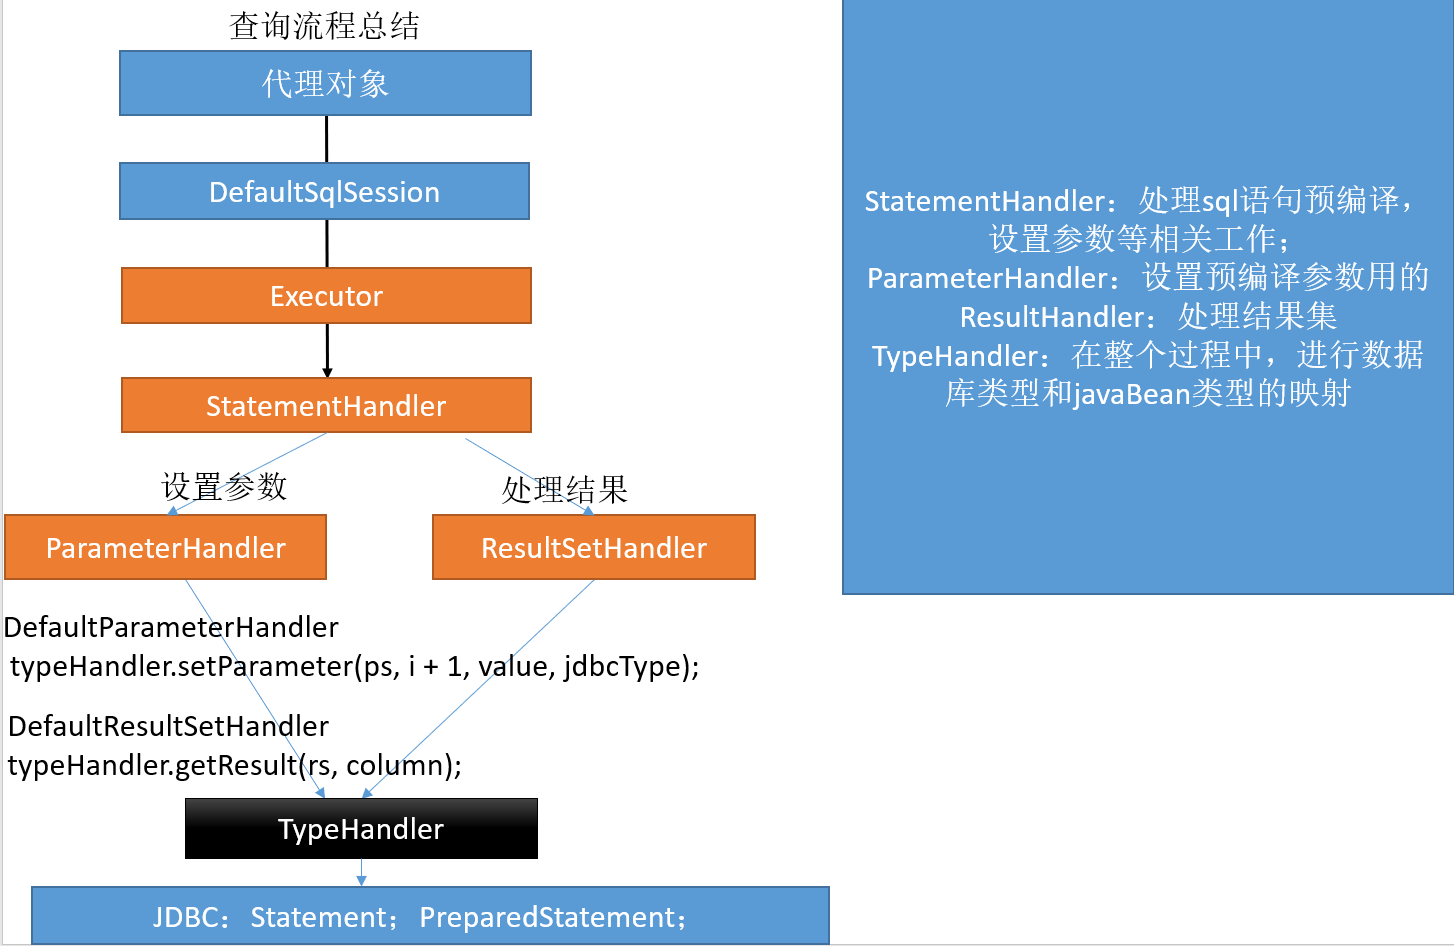 查询流程总结
代理对象
DefaultSqlSession
Executor
StatementHandler
设置参数
处理结果
ParameterHandler
ResultSetHandler
DefaultParameterHandler
typeHandler.setParameter(ps, i + 1, value, jdbcType);
DefaultResultSetHandler
typeHandler.getResult(rs, column);
TypeHandler
JDBC：Statement；PreparedStatement；
StatementHandler：处理sql语句预编译，
设置参数等相关工作；
ParameterHandler：设置预编译参数用的
ResultHandler：处理结果集
TypeHandler：在整个过程中，进行数据
库类型和javaBean类型的映射